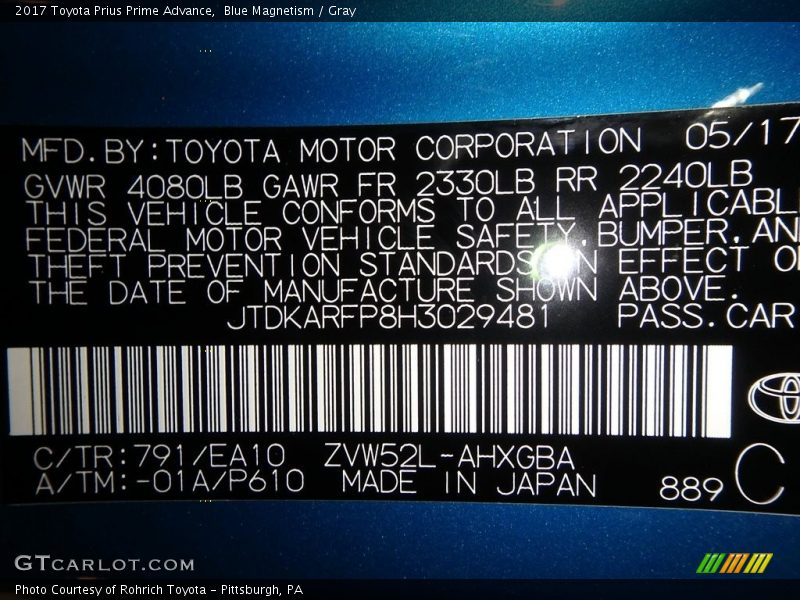 2017 Toyota Prius Prime Advance,  Blue Magnetism / Gray
MFD.BY:TOYOTA MOTOR CORPORATION 05/17
GVWR 4080LB GAWR FR 2330LB RR 2240LB
THIS VEHICLE CONFORMS TO ALL APPLICABL
FEDERAL MOTOR VEHICLE SAFETY,BUMPER,AN
THEFT PREVENTION STANDARDS IN EFFECT O
THE DATE OF MANUFACTURE SHOWN ABOVE.
JTDKARFP8H3029481 PASS.CAR
C/TR:791/EA10 ZVW52L-AHXGBA
A/TM:-01A/P610 MADE IN JAPAN 889 C
GTCARLOT.COM
Photo Courtesy of Rohrich Toyota - Pittsburgh, PA